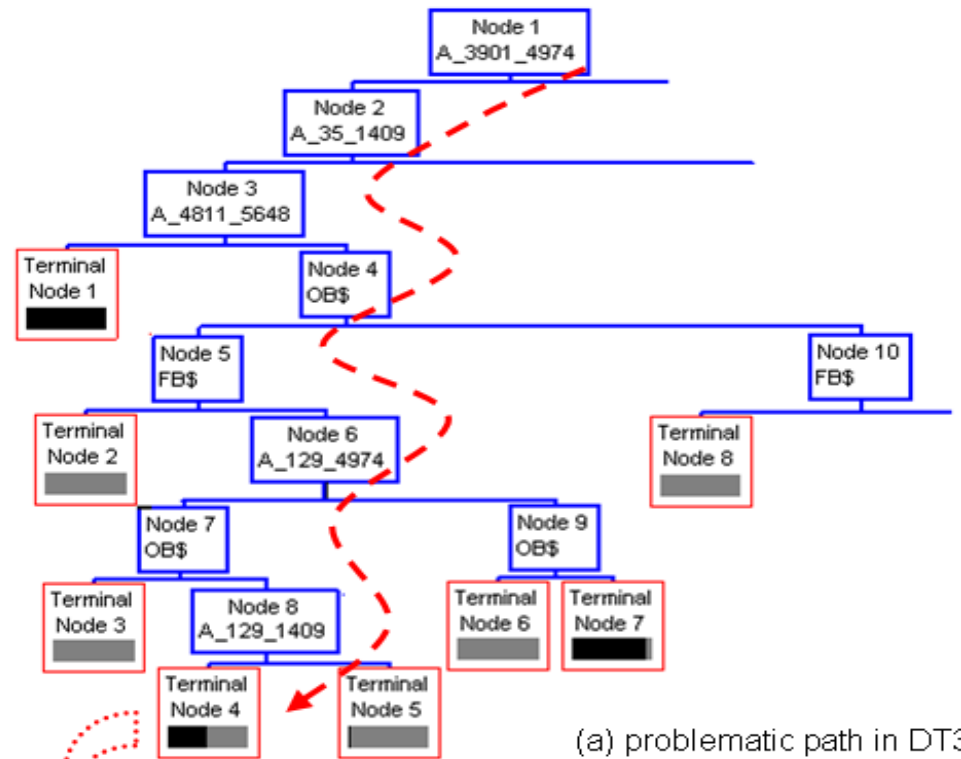 Node 1
A_3901_4974
Node 2
A_35_1409
Node 3
A_4811_5648
Terminal
Node 1
Node 4
OB$
Node 5
FB$
Node 10
FB$
Terminal
Node 2
Node 6
A_129_4974
Terminal
Node 8
Node 7
OB$
Node 9
OB$
Terminal
Node 3
Node 8
A_129_1409
Terminal
Node 6
Terminal
Node 7
Terminal
Node 4
Terminal
Node 5
(a) problematic path in DT3